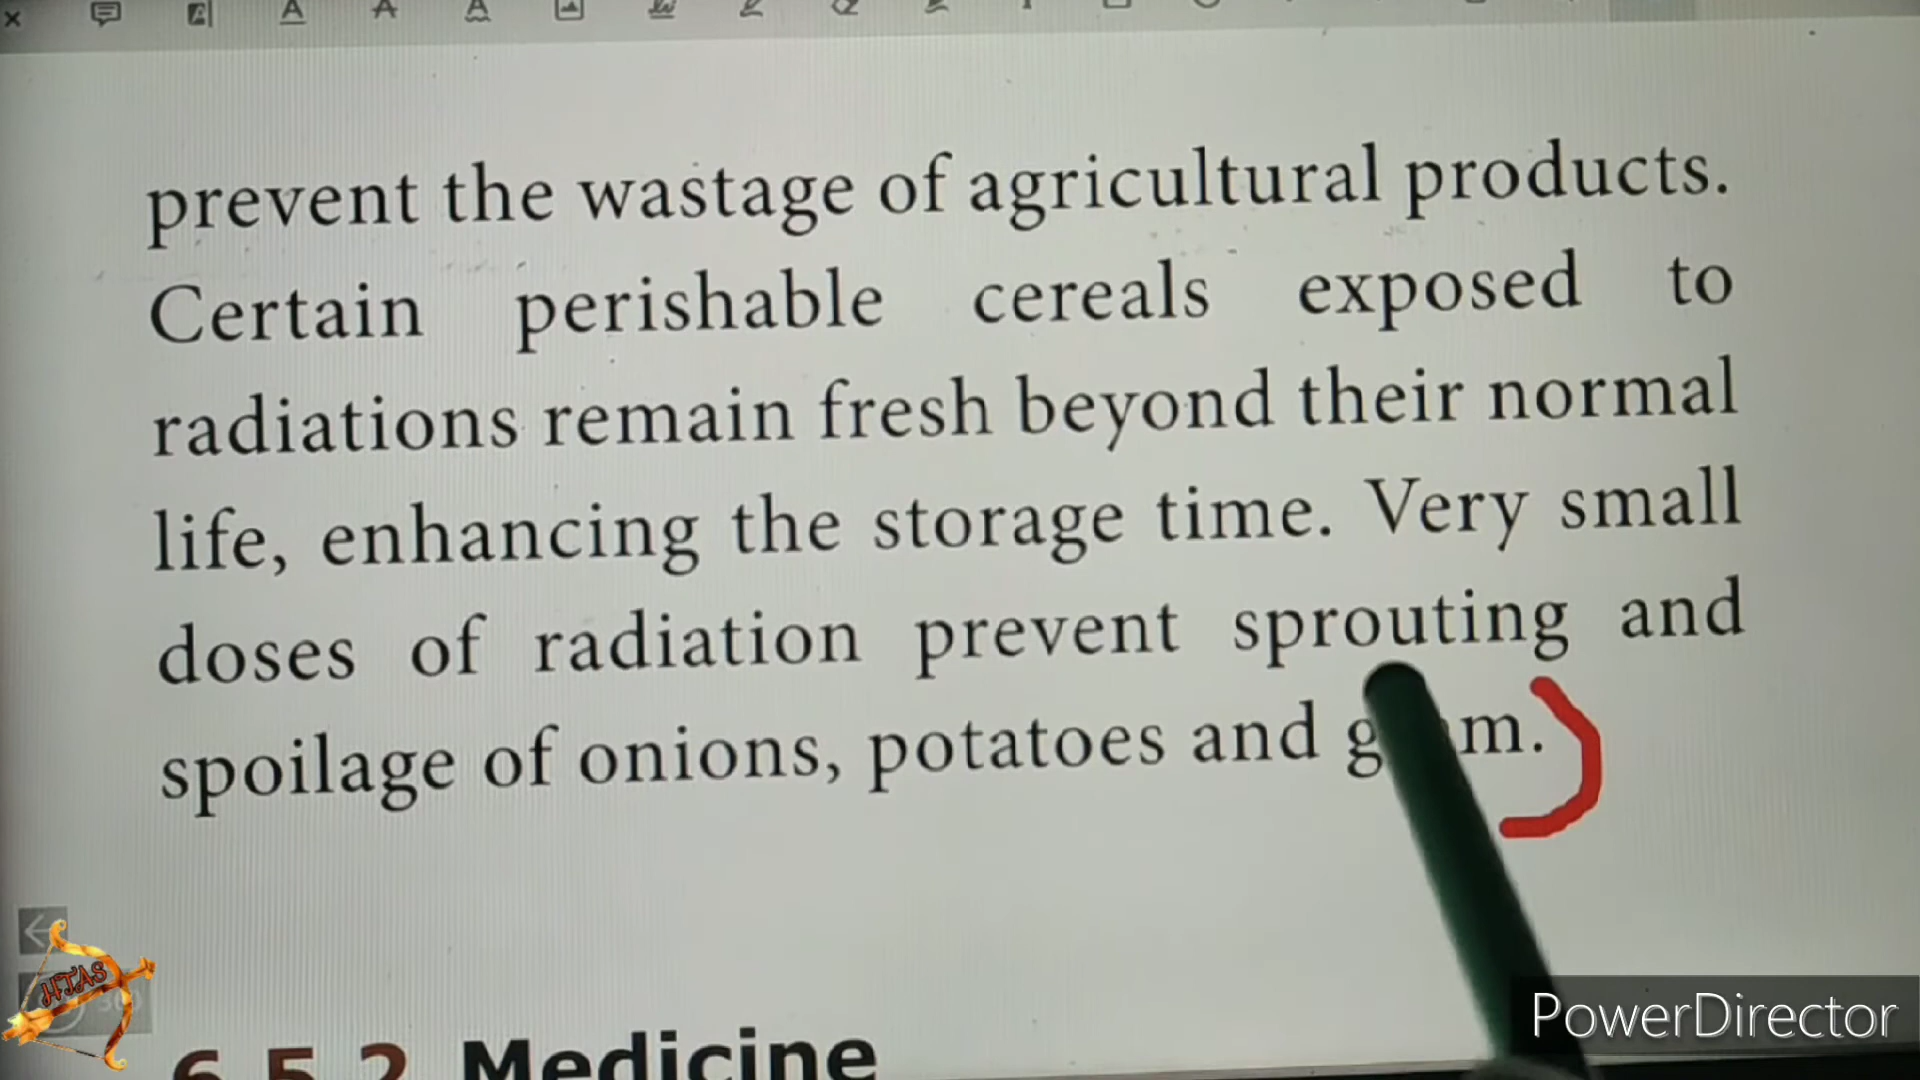 prevent the wastage of agricultural products.
Certain perishable cereals exposed to
radiations remain fresh beyond their normal
life, enhancing the storage time. Very small
doses of radiation prevent sprouting and
spoilage of onions, potatoes and
6.5.2 Medicine
HTAS
PowerDirector